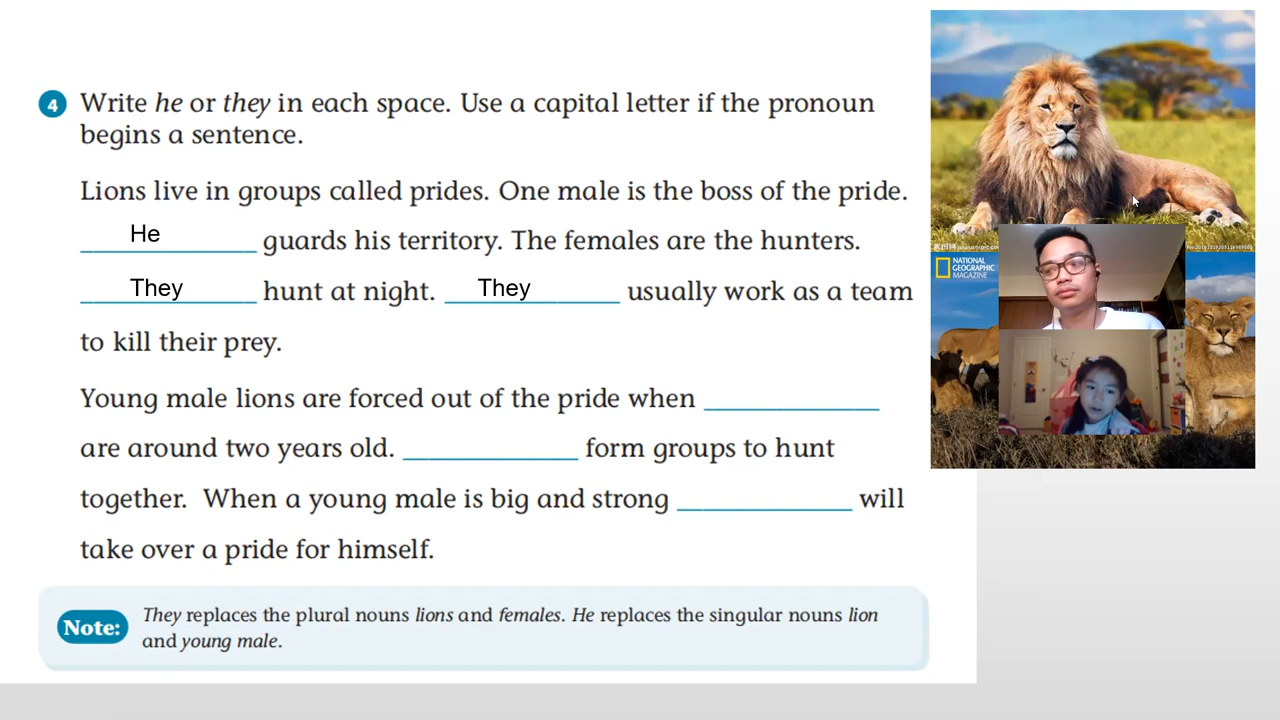 4 Write he or they in each space. Use a capital letter if the pronoun
begins a sentence.
Lions live in groups called prides. One male is the boss of the pride.
He guards his territory. The females are the hunters.
They hunt at night. They usually work as a team
to kill their prey.
Young male lions are forced out of the pride when
are around two years old. form groups to hunt
together. When a young male is big and strong will
take over a pride for himself.
Note: They replaces the plural nouns lions and females. He replaces the singular nouns lion
and young male.
NATIONAL
GEOGRAPHIC
MAGAZINE